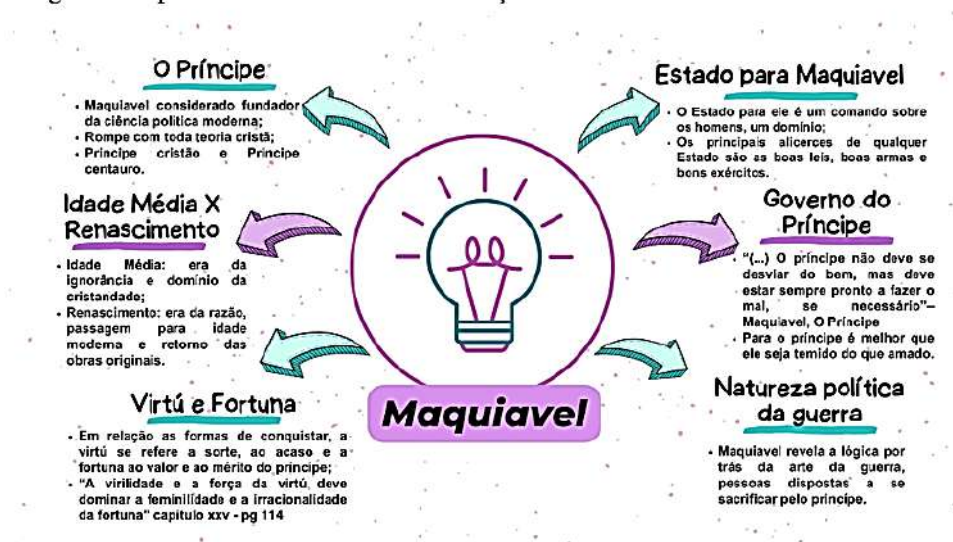 O Príncipe
• Maquiavel considerado fundador
da ciência política moderna;
• Rompe com toda teoria cristã;
• Príncipe cristão e Príncipe
centauro.
Idade Média X
Renascimento
• Idade Média: era da
ignorância e domínio da
cristandade;
• Renascimento: era da razão,
passagem para idade
moderna e retorno das
obras originais.
Virtú e Fortuna
• Em relação as formas de conquistar, a
virtú se refere a sorte, ao acaso e a
fortuna ao valor e ao mérito do príncipe;
• "A virilidade e a força da virtú, deve
dominar a feminilidade e a irracionalidade
da fortuna" capítulo xxv - pg 114
Maquiavel
Estado para Maquiavel
• O Estado para ele é um comando sobre
os homens, um domínio;
• Os principais alicerces de qualquer
Estado são as boas leis, boas armas e
bons exércitos.
Governo do
Príncipe
• "(...) O príncipe não deve se
desviar do bem, mas deve
estar sempre pronto a fazer o
mal, se necessário"–
Maquiavel, O Príncipe
• Para o príncipe é melhor que
ele seja temido do que amado.
Natureza política
da guerra
• Maquiavel revela a lógica por
trás da arte da guerra,
pessoas dispostas a se
sacrificar pelo príncipe.